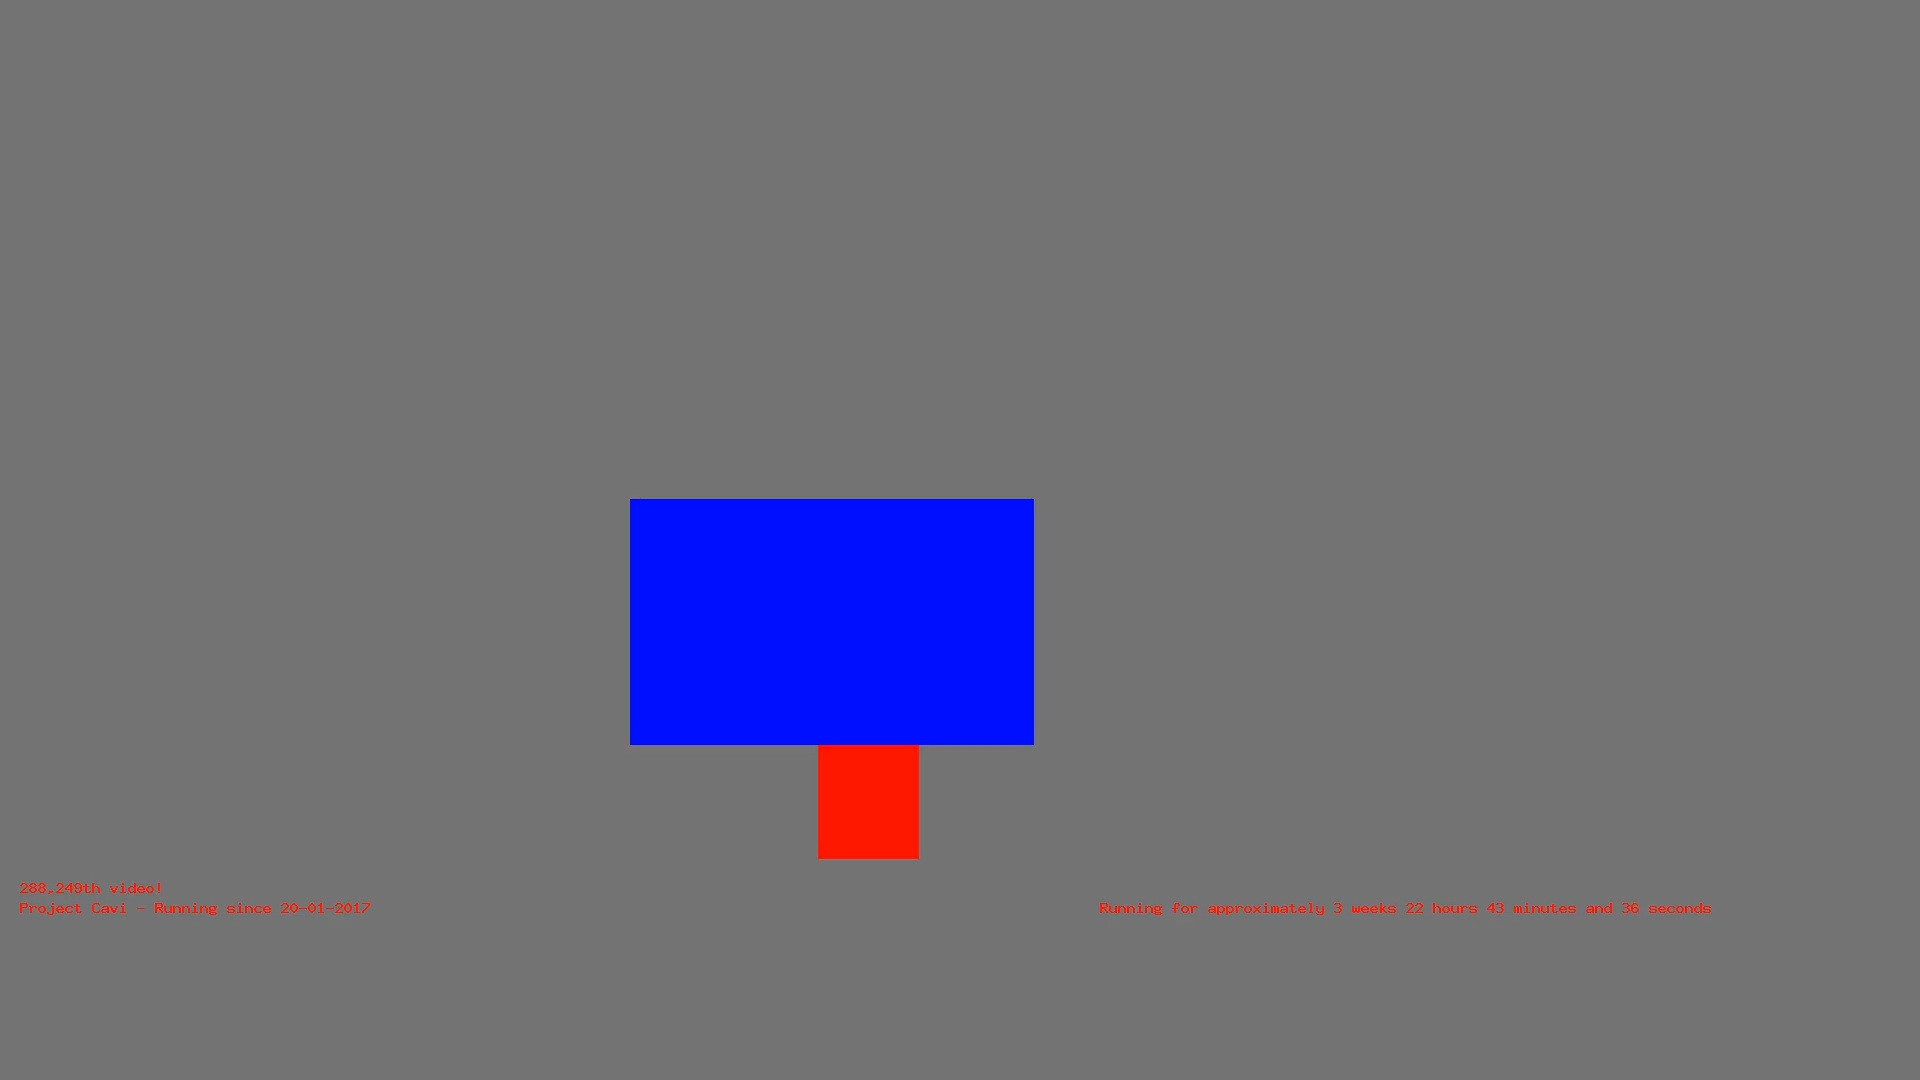 288.249th video!
Project Cavi - Running since 20-01-2017
Running for approximately 3 weeks 22 hours 43 minutes and 36 seconds